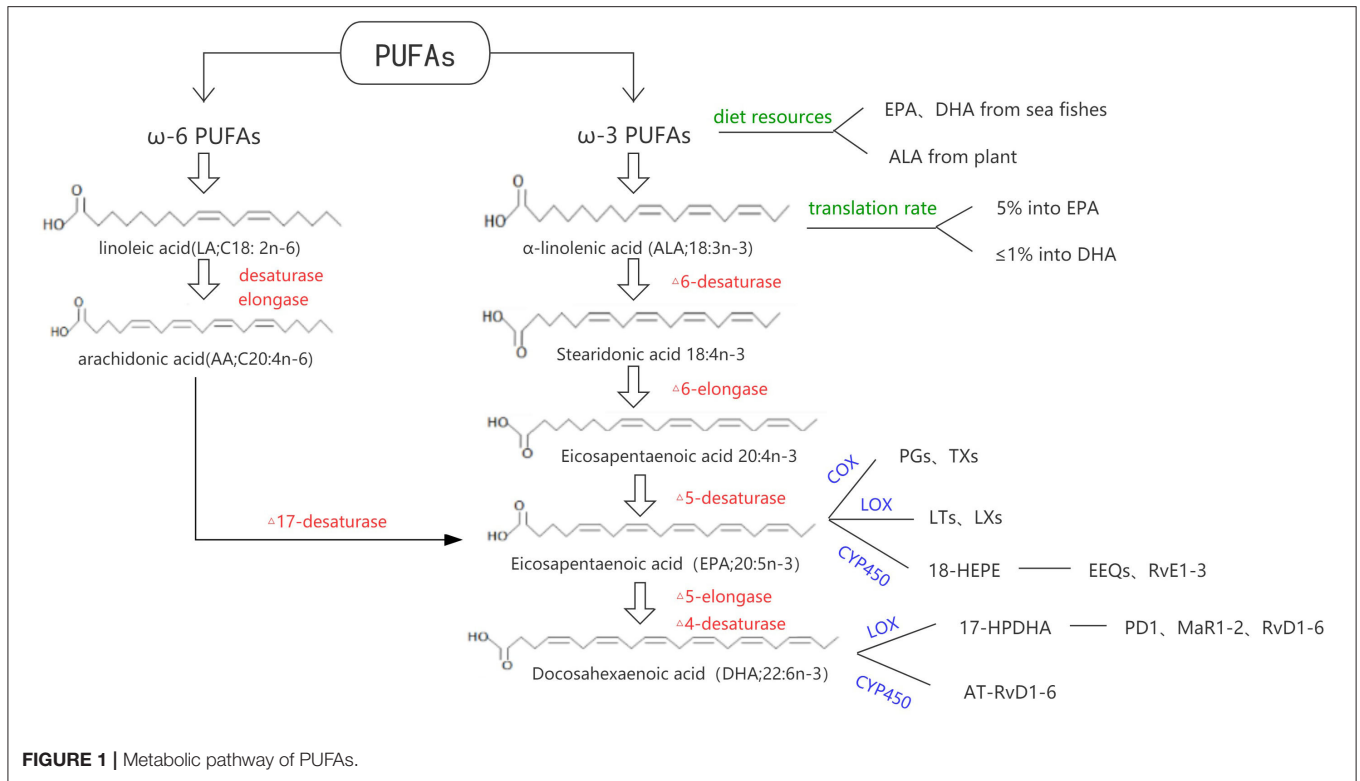 PUFAs
ω-6 PUFAs
ω-3 PUFAs
diet resources
EPA、DHA from sea fishes
ALA from plant
O
HO
linoleic acid(LA;C18: 2n-6)
O
HO
α-linolenic acid (ALA;18:3n-3)
translation rate
5% into EPA
≤1% into DHA
desaturase
elongase
△6-desaturase
O
HO
arachidonic acid(AA;C20:4n-6)
HO
O
Stearidonic acid 18:4n-3
△6-elongase
HO
O
Eicosapentaenoic acid 20:4n-3
△5-desaturase
△17-desaturase
O
HO
Eicosapentaenoic acid（EPA;20:5n-3)
COX
PGs、TXs
LOX
LTs、LXs
CYP450
18-HEPE
EEQs、RvE1-3
△5-elongase
△4-desaturase
HO
O
Docosahexaenoic acid（DHA;22:6n-3)
LOX
17-HPDHA
PD1、MaR1-2、RvD1-6
CYP450
AT-RvD1-6
FIGURE 1 | Metabolic pathway of PUFAs.